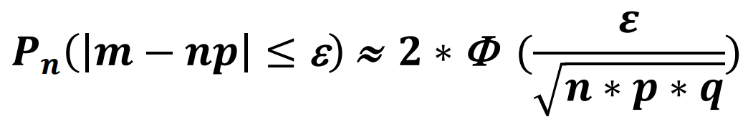 Pₙ(|m − np| ≤ ε) ≈ 2 * Φ (ε / √(n * p * q))